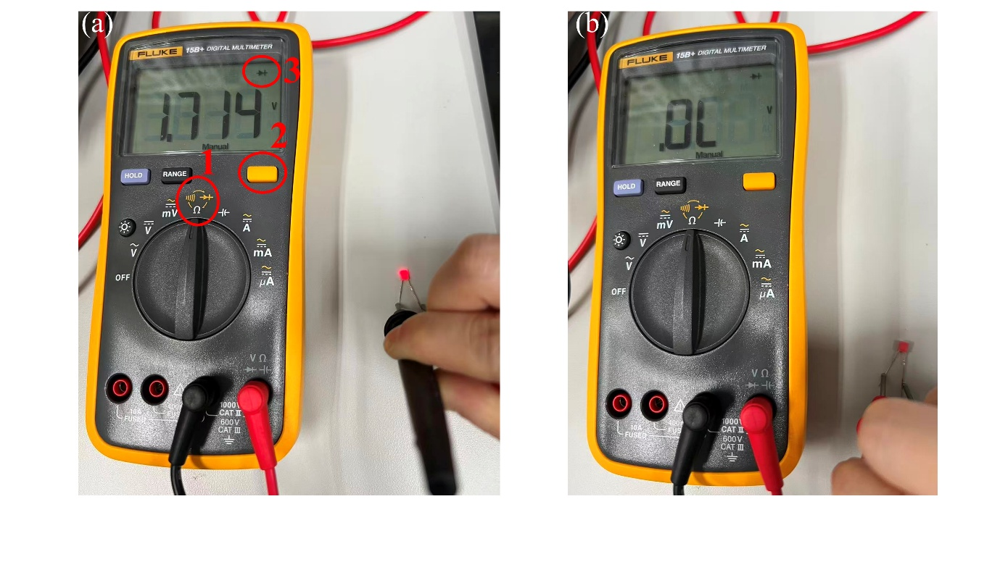 (a)
FLUKE 15B+ DIGITAL MULTIMETER
3
1.714 V
2
Manual
1
HOLD RANGE
Ω
mV
V
A
V
mA
OFF
µA
V Ω
10A
FUSED
1000V
CAT II
600V
CAT III
(b)
FLUKE 15B+ DIGITAL MULTIMETER
.0L V
Manual
HOLD RANGE
Ω
mV
V
A
V
mA
OFF
µA
V Ω
10A
FUSED
1000V
CAT II
600V
CAT III